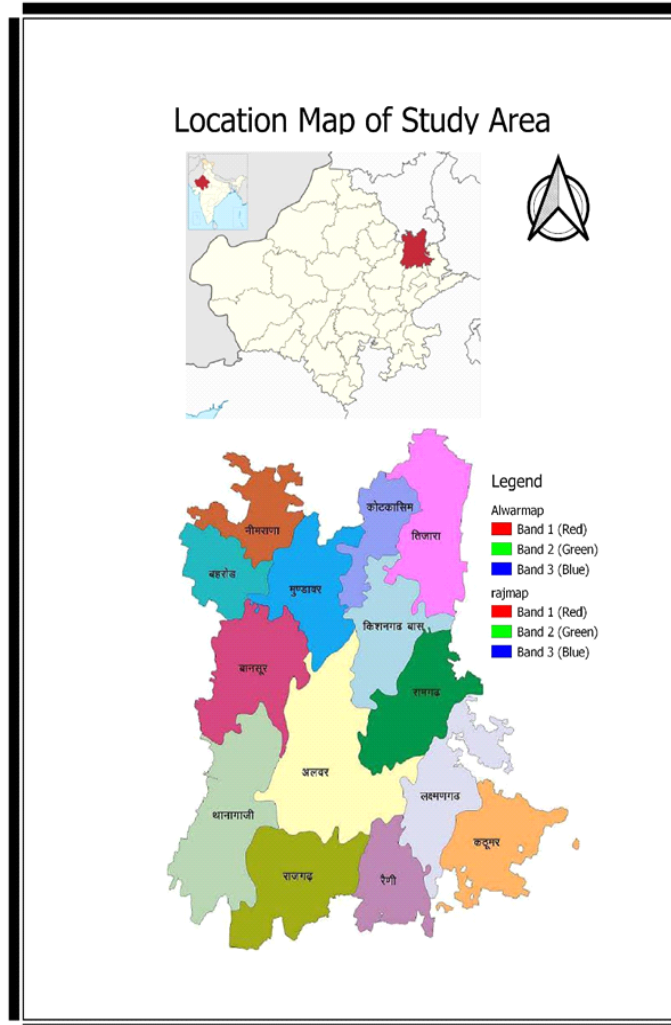 Location Map of Study Area
Legend
Alwarmap
Band 1 (Red)
Band 2 (Green)
Band 3 (Blue)
rajmap
Band 1 (Red)
Band 2 (Green)
Band 3 (Blue)
कोटकासिम
नीमराणा
तिजारा
बहरोड
मुण्डावर
किशनगढ बास
बानसूर
रामगढ
अलवर
लक्ष्मणगढ
थानागाजी
कठूमर
राजगढ़
रैणी